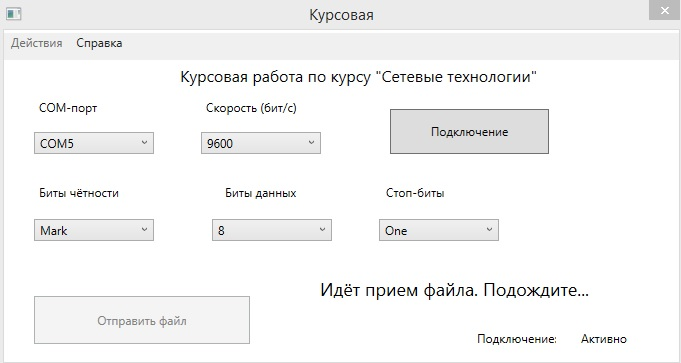 Курсовая
Действия Справка
Курсовая работа по курсу "Сетевые технологии"
COM-порт Скорость (бит/с)
COM5 9600 Подключение
Биты чётности Биты данных Стоп-биты
Mark 8 One
Идёт прием файла. Подождите...
Отправить файл
Подключение: Активно